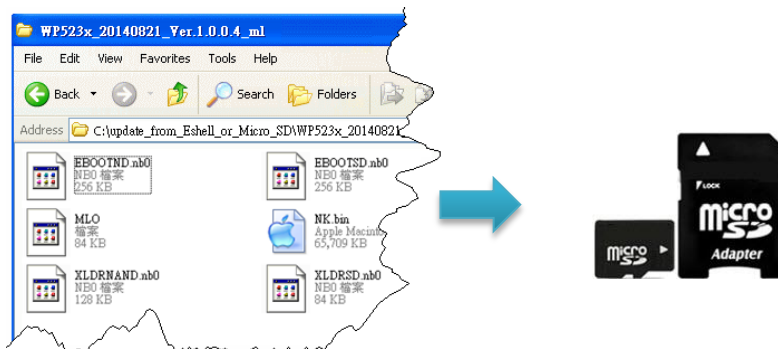 WP523x_20140821_Ver.1.0.0.4_ml
File Edit View Favorites Tools Help
Back Search Folders
Address C:\update_from_Eshell_or_Micro_SD\WP523x_20140821
EBOOTND.nb0
NB0 檔案
256 KB
EBOOTSD.nb0
NB0 檔案
256 KB
MLO
檔案
84 KB
NK.bin
Apple Macint
65,709 KB
XLDRNAND.nb0
NB0 檔案
128 KB
XLDRSD.nb0
NB0 檔案
84 KB
Micro SD
LOCK
Micro SD
Adapter